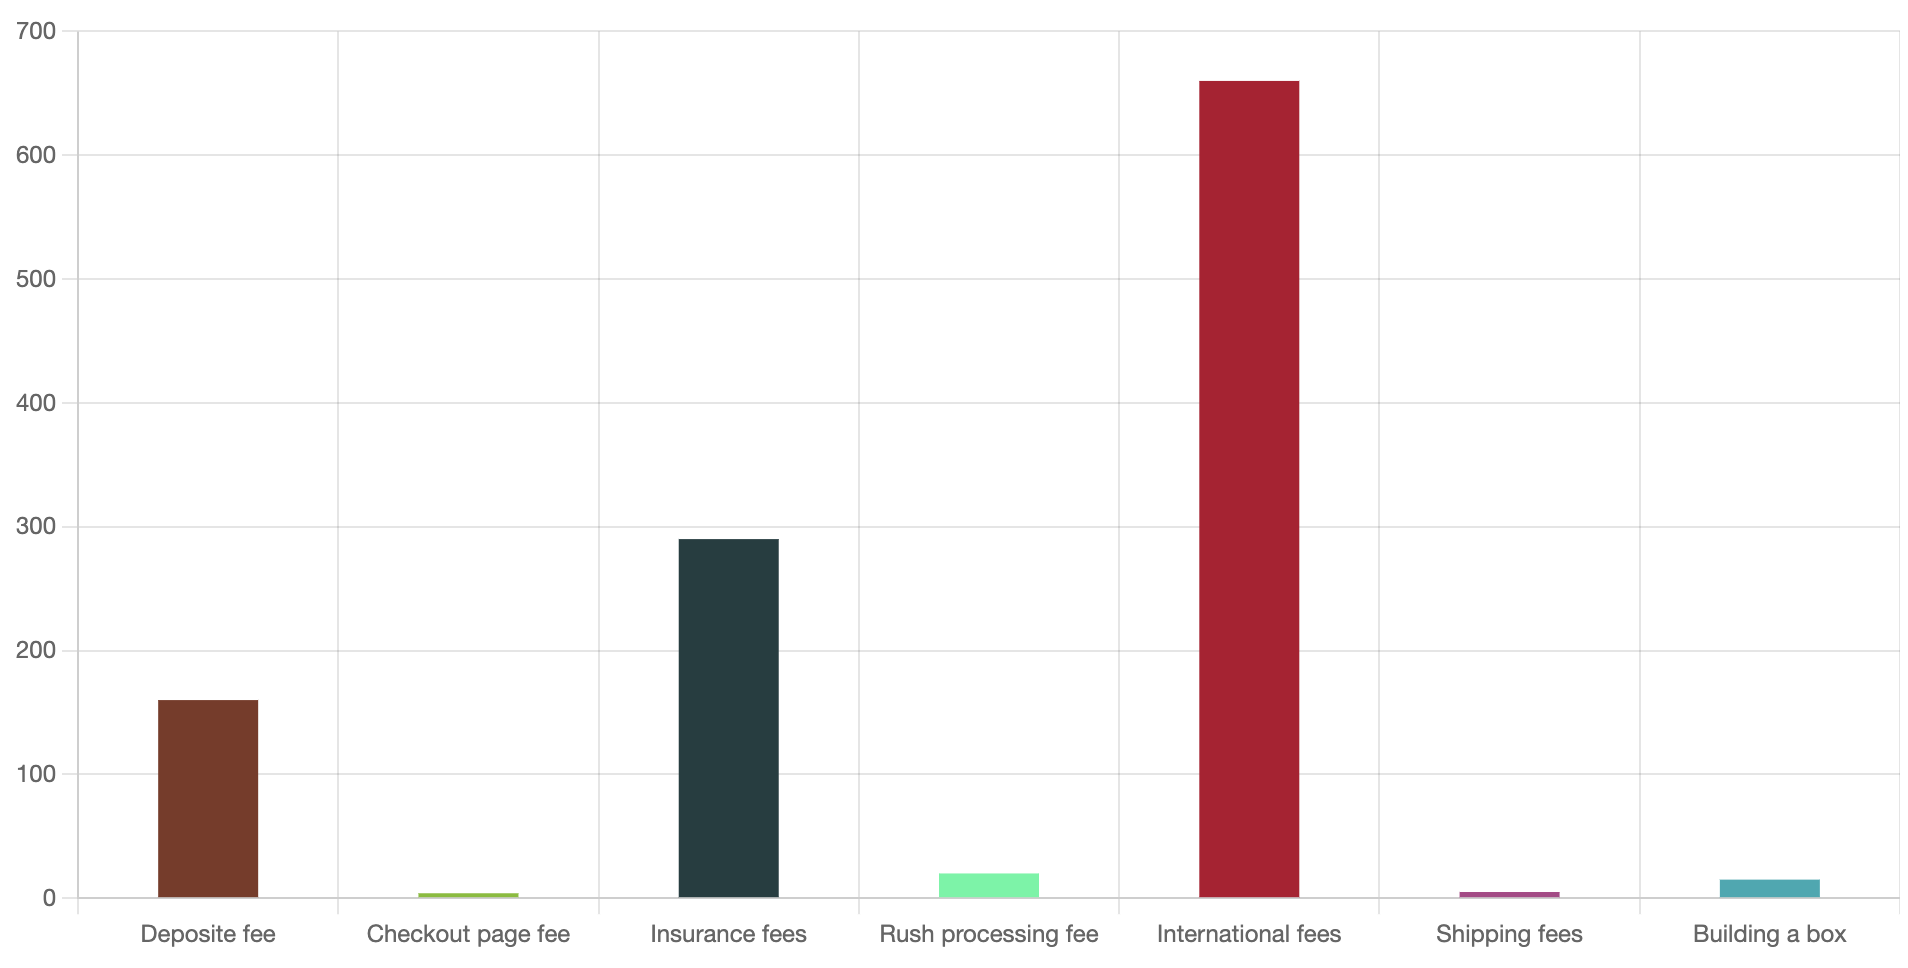 700
600
500
400
300
200
100
0
Deposite fee
Checkout page fee
Insurance fees
Rush processing fee
International fees
Shipping fees
Building a box